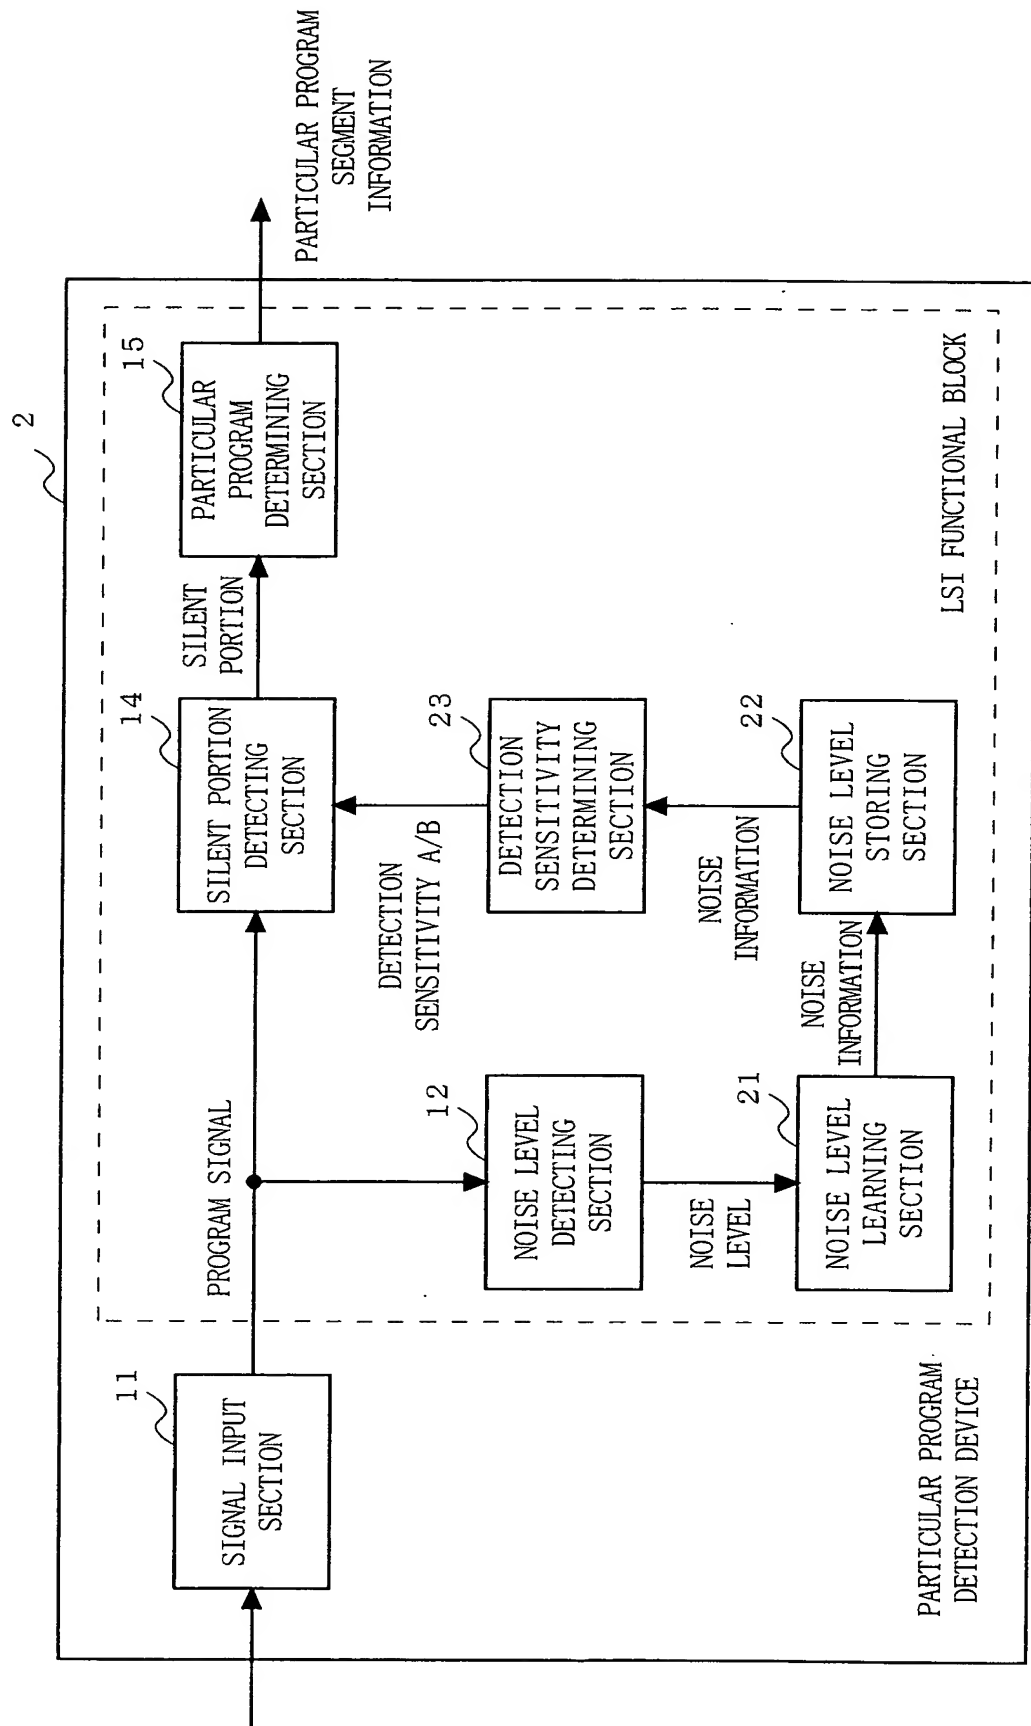 2
11
SIGNAL INPUT
SECTION
PROGRAM SIGNAL
14
SILENT PORTION
DETECTING
SECTION
SILENT
PORTION
15
PARTICULAR
PROGRAM
DETERMINING
SECTION
PARTICULAR PROGRAM
SEGMENT
INFORMATION
DETECTION
SENSITIVITY A/B
12
NOISE LEVEL
DETECTING
SECTION
23
DETECTION
SENSITIVITY
DETERMINING
SECTION
NOISE
LEVEL
NOISE
INFORMATION
21
NOISE LEVEL
LEARNING
SECTION
NOISE
INFORMATION
22
NOISE LEVEL
STORING
SECTION
LSI FUNCTIONAL BLOCK
PARTICULAR PROGRAM
DETECTION DEVICE